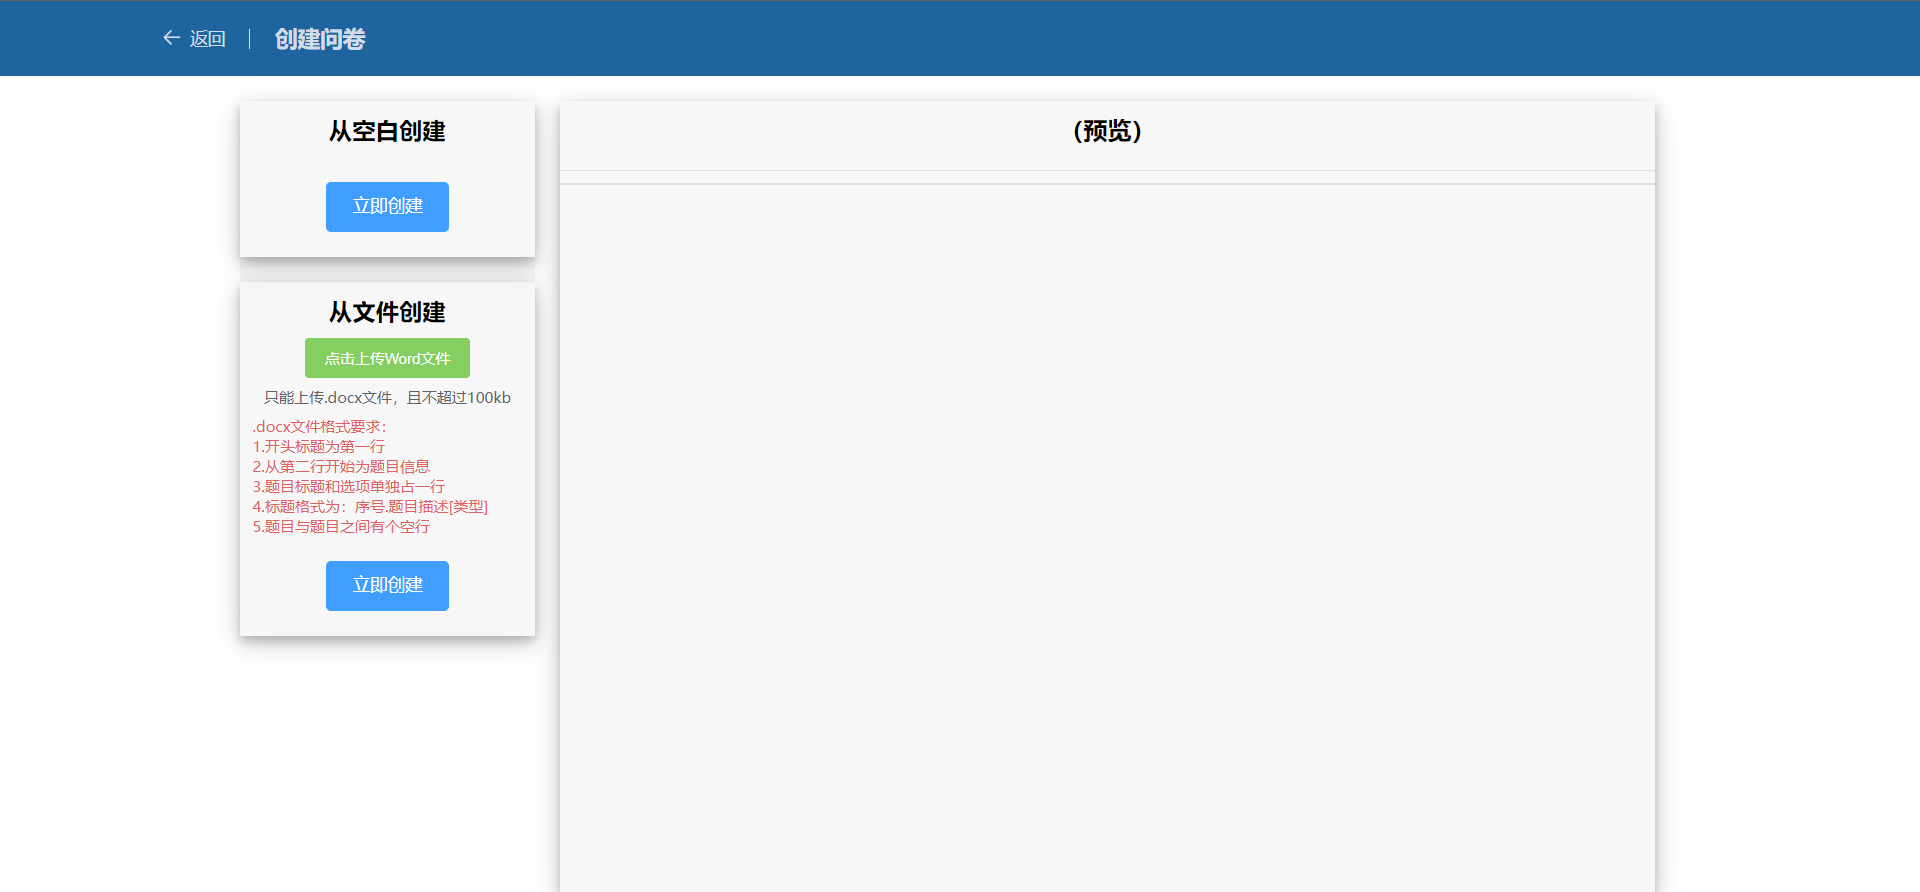 返回
创建问卷
从空白创建
立即创建
从文件创建
点击上传Word文件
只能上传.docx文件，且不超过100kb
.docx文件格式要求：
1.开头标题为第一行
2.从第二行开始为题目信息
3.题目标题和选项单独占一行
4.标题格式为：序号.题目描述[类型]
5.题目与题目之间有个空行
立即创建
（预览）